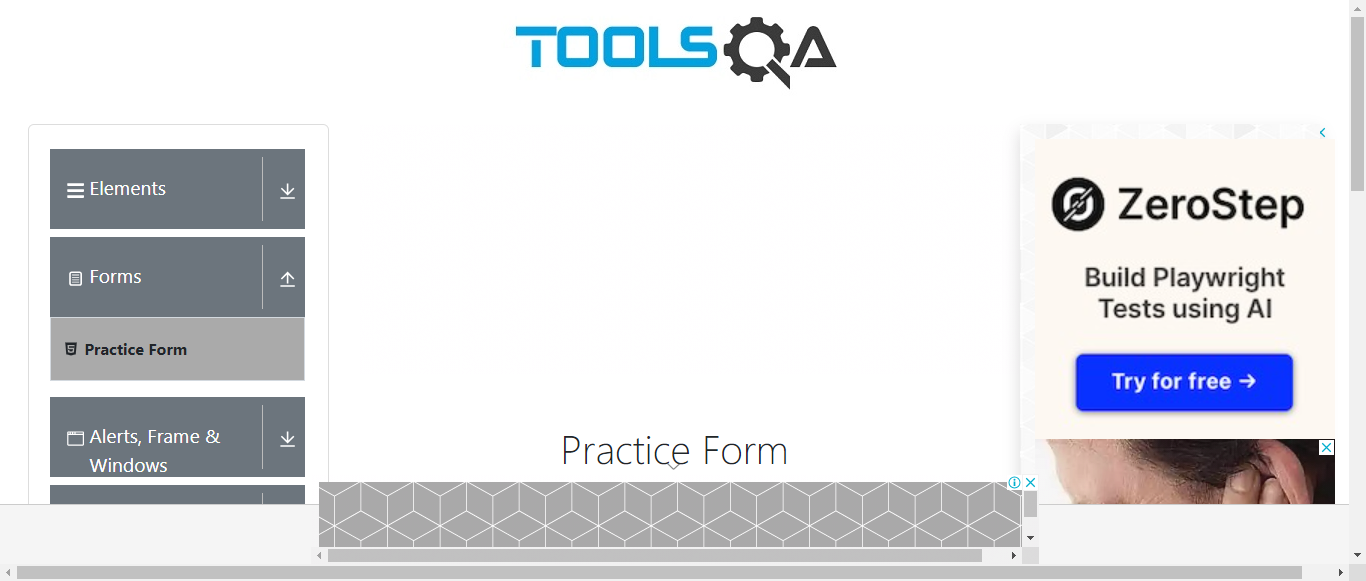 TOOLSQA
Elements
Forms
Practice Form
Alerts, Frame &
Windows
Practice Form
ZeroStep
Build Playwright
Tests using AI
Try for free →